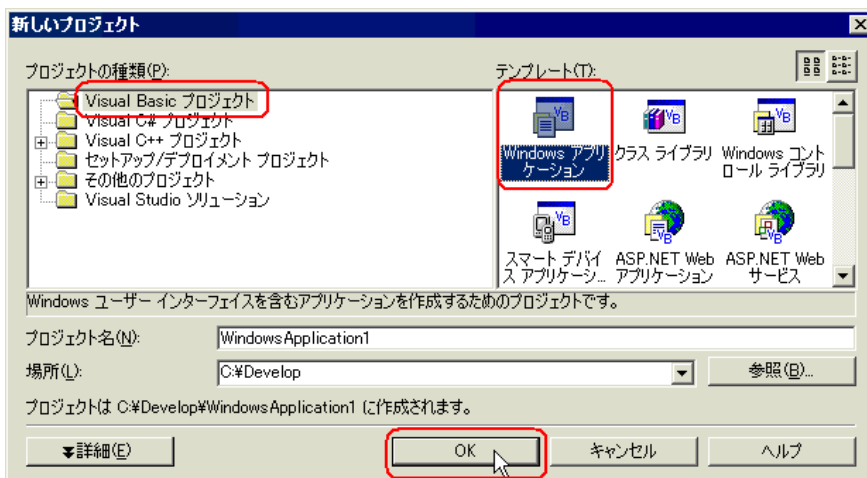 新しいプロジェクト
プロジェクトの種類(P):
テンプレート(T):
Visual Basic プロジェクト
Visual C# プロジェクト
Visual C++ プロジェクト
セットアップ/デプロイメント プロジェクト
その他のプロジェクト
Visual Studio ソリューション
Windows アプリ
ケーション
クラス ライブラリ
Windows コント
ロール ライブラリ
スマート デバイ
ス アプリケーシ...
ASP.NET Web
アプリケーション
ASP.NET Web
サービス
Windows ユーザー インターフェイスを含むアプリケーションを作成するためのプロジェクトです。
プロジェクト名(N):
WindowsApplication1
場所(L):
C:¥Develop
参照(B)...
プロジェクトは C:¥Develop¥WindowsApplication1 に作成されます。
詳細(E)
OK
キャンセル
ヘルプ